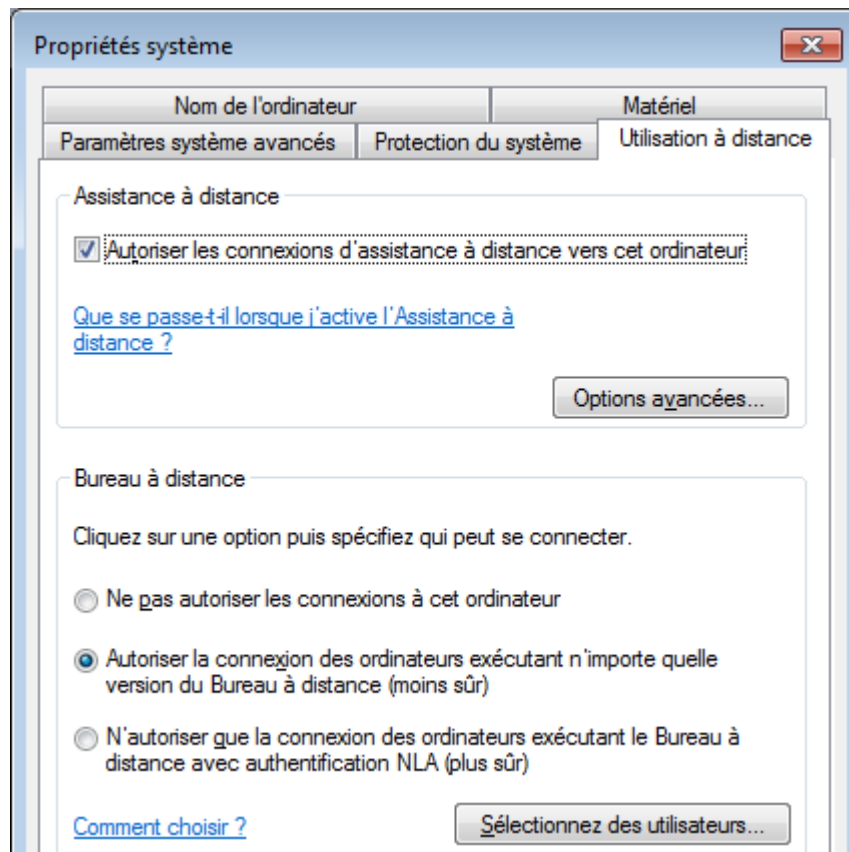 Propriétés système
Nom de l'ordinateur
Matériel
Paramètres système avancés
Protection du système
Utilisation à distance
Assistance à distance
Autoriser les connexions d'assistance à distance vers cet ordinateur
Que se passe-t-il lorsque j'active l'Assistance à
distance ?
Options avancées...
Bureau à distance
Cliquez sur une option puis spécifiez qui peut se connecter.
Ne pas autoriser les connexions à cet ordinateur
Autoriser la connexion des ordinateurs exécutant n'importe quelle
version du Bureau à distance (moins sûr)
N'autoriser que la connexion des ordinateurs exécutant le Bureau à
distance avec authentification NLA (plus sûr)
Comment choisir ?
Sélectionnez des utilisateurs...